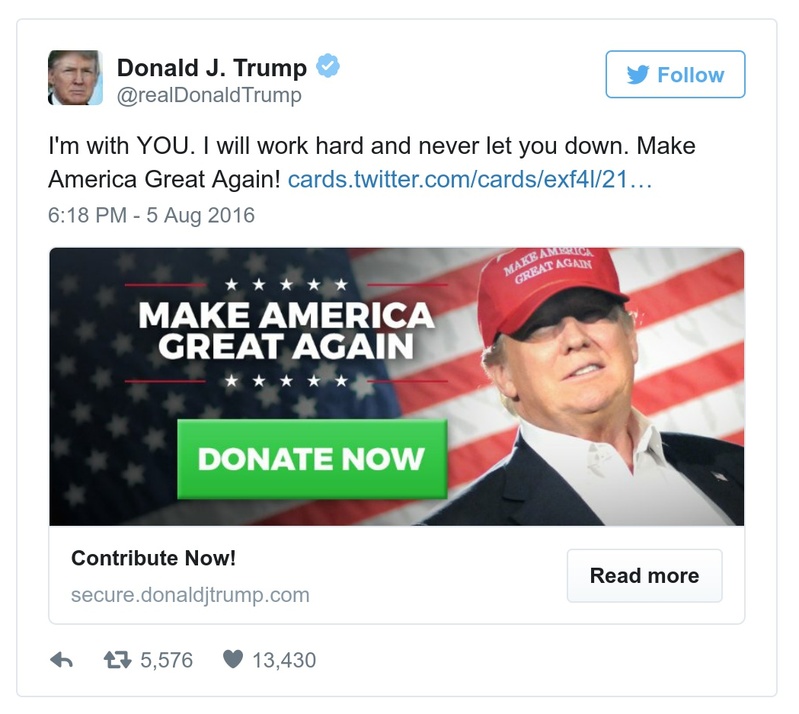 Donald J. Trump
@realDonaldTrump
Follow
I'm with YOU. I will work hard and never let you down. Make
America Great Again! cards.twitter.com/cards/exf4l/21…
6:18 PM - 5 Aug 2016
MAKE AMERICA
GREAT AGAIN
MAKE AMERICA
GREAT AGAIN
DONATE NOW
Contribute Now!
secure.donaldjtrump.com
Read more
5,576
13,430